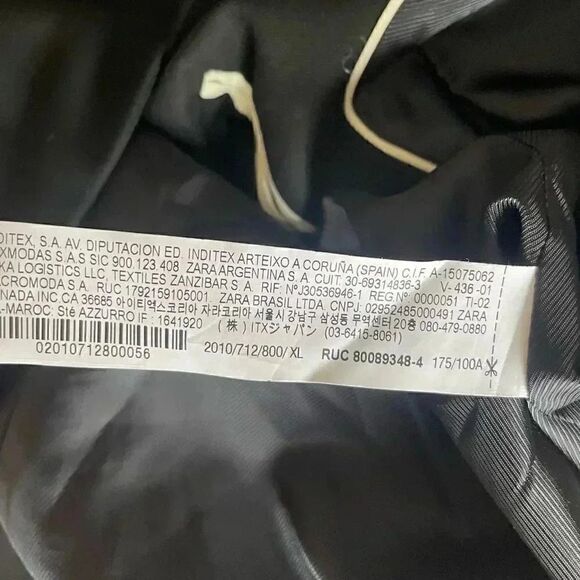 DITEX, S.A. AV. DIPUTACION ED. INDITEX ARTEIXO A CORUÑA (SPAIN) C.I.F A-15075062
XMODAS S.A.S SIC 900 123 408 ZARA ARGENTINA S.A. CUIT 30-69314836-3 V- 436 -01
KA LOGISTICS LLC, TEXTILES ZANZIBAR S.A. RIF: NºJ30536946-1 REG.Nº 0000051 TI-02
ACROMODA S.A. RUC 1792159105001. ZARA BRASIL LTDA, CNPJ: 02952485000491 ZARA
NADA INC.CA 36685 아이티엑스코리아 자라코리아 서울시 강남구 삼성동 무역센터 20층 080-479-0880
-MAROC: Sté AZZURRO IF : 1641920 (株) ITXジャパン (03-6415-8061)
02010712800056 2010/712/800/ XL RUC 80089348-4 175/100A